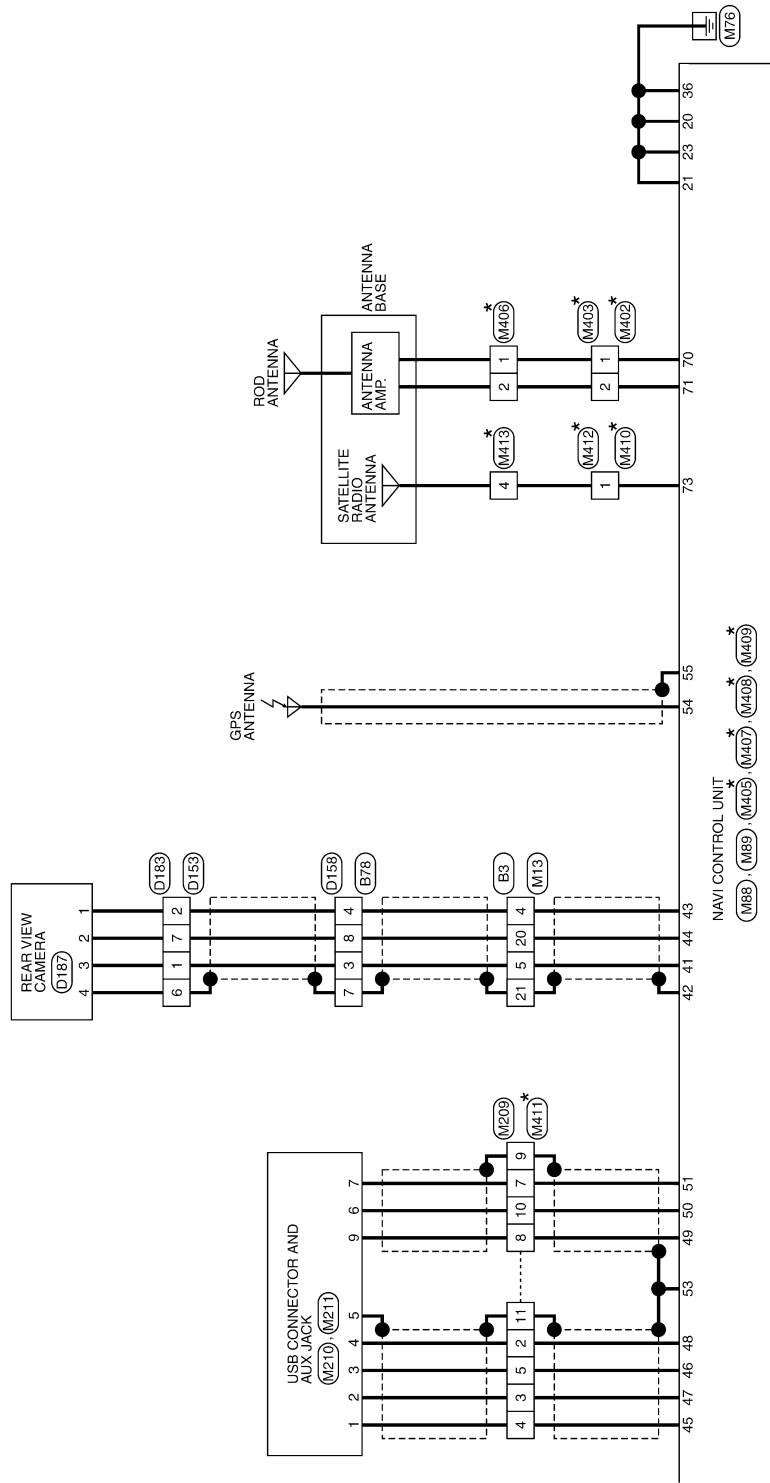 USB CONNECTOR AND
AUX JACK
M210 , M211
1 2 3 4 5 9 6 7
4 3 5 2 11 8 10 7 9
M209
* M411
45 47 46 48 53 49 50 51
REAR VIEW
CAMERA
D187
4 3 2 1
6 1 7 2
D183
D153
7 3 8 4
D158
B78
21 5 20 4
B3
M13
42 41 44 43
GPS
ANTENNA
54 55
ROD
ANTENNA
SATELLITE
RADIO
ANTENNA
ANTENNA
AMP.
ANTENNA
BASE
4
* M413
2 1
* M406
1
* M412
* M410
2 1
* M403
* M402
73 71 70
21 23 20 36
M76
NAVI CONTROL UNIT
M88 , M89 , M405 * , M407 * , M408 * , M409 *